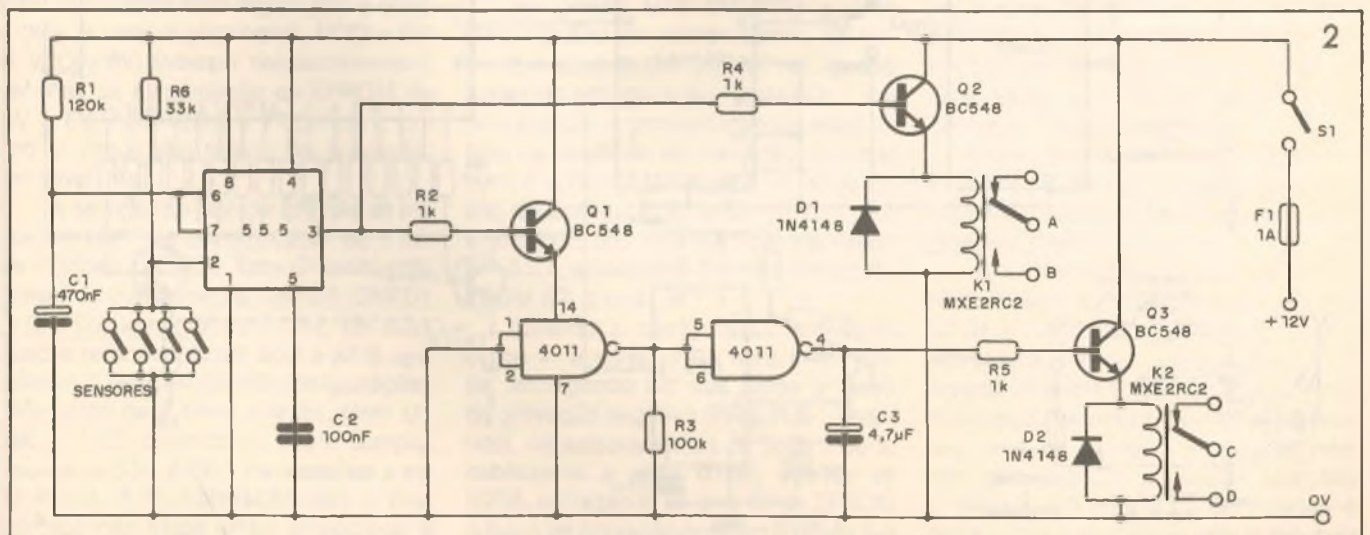 2
R1
120k
R6
33k
R4
1k
Q2
BC548
S1
8
4
6
7
555
3
2
1
5
R2
1k
Q1
BC548
D1
1N4148
A
B
K1
MXE2RC2
F1
1A
+12V
C1
470nF
SENSORES
14
1
2
4011
7
5
6
4011
4
R5
1k
Q3
BC548
K2
MXE2RC2
C2
100nF
R3
100k
C3
4,7µF
D2
1N4148
C
D
0V